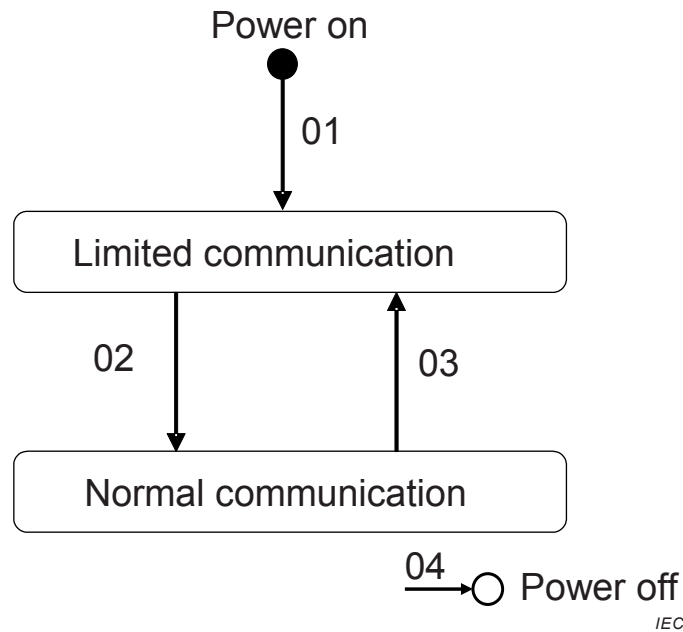 Power on
01
Limited communication
02
03
Normal communication
04
Power off
IEC